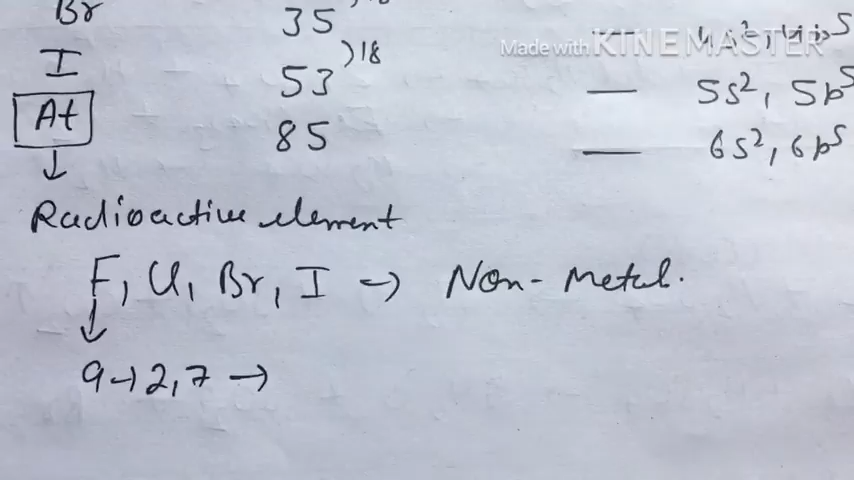 Br 35
Made with KINEMASTER
)18
I 53 — 5s², 5p⁵
At 85 — 6s², 6p⁵
↓
Radioactive element
F, Cl, Br, I → Non-Metal.
↓
9→2,7→